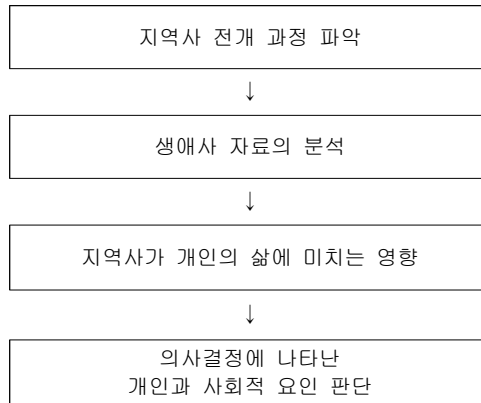 지역사 전개 과정 파악
↓
생애사 자료의 분석
↓
지역사가 개인의 삶에 미치는 영향
↓
의사결정에 나타난
개인과 사회적 요인 판단